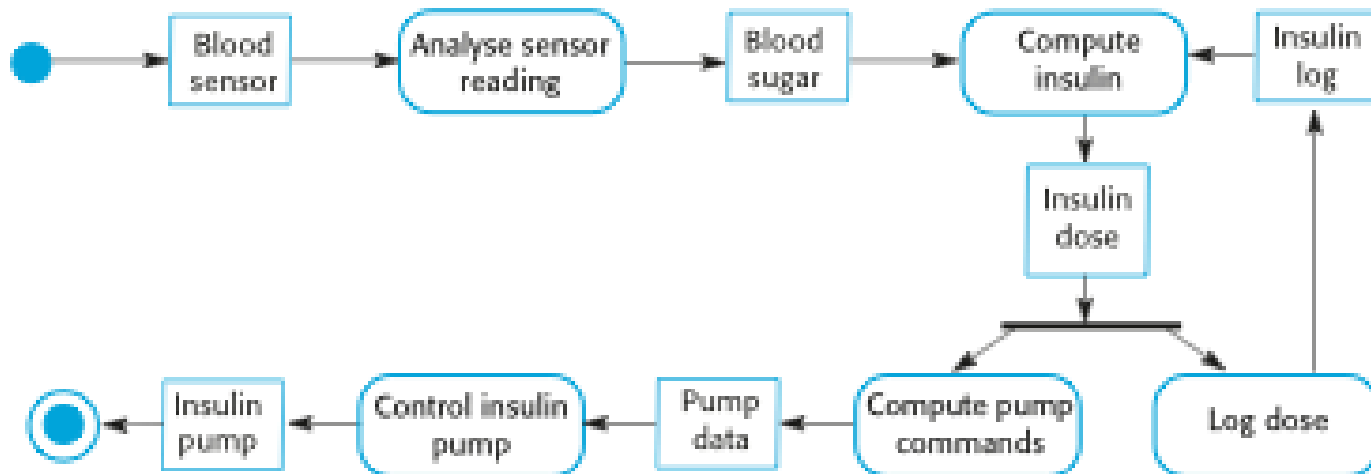 Blood
sensor
Analyse sensor
reading
Blood
sugar
Compute
insulin
Insulin
log
Insulin
dose
Insulin
pump
Control insulin
pump
Pump
data
Compute pump
commands
Log dose